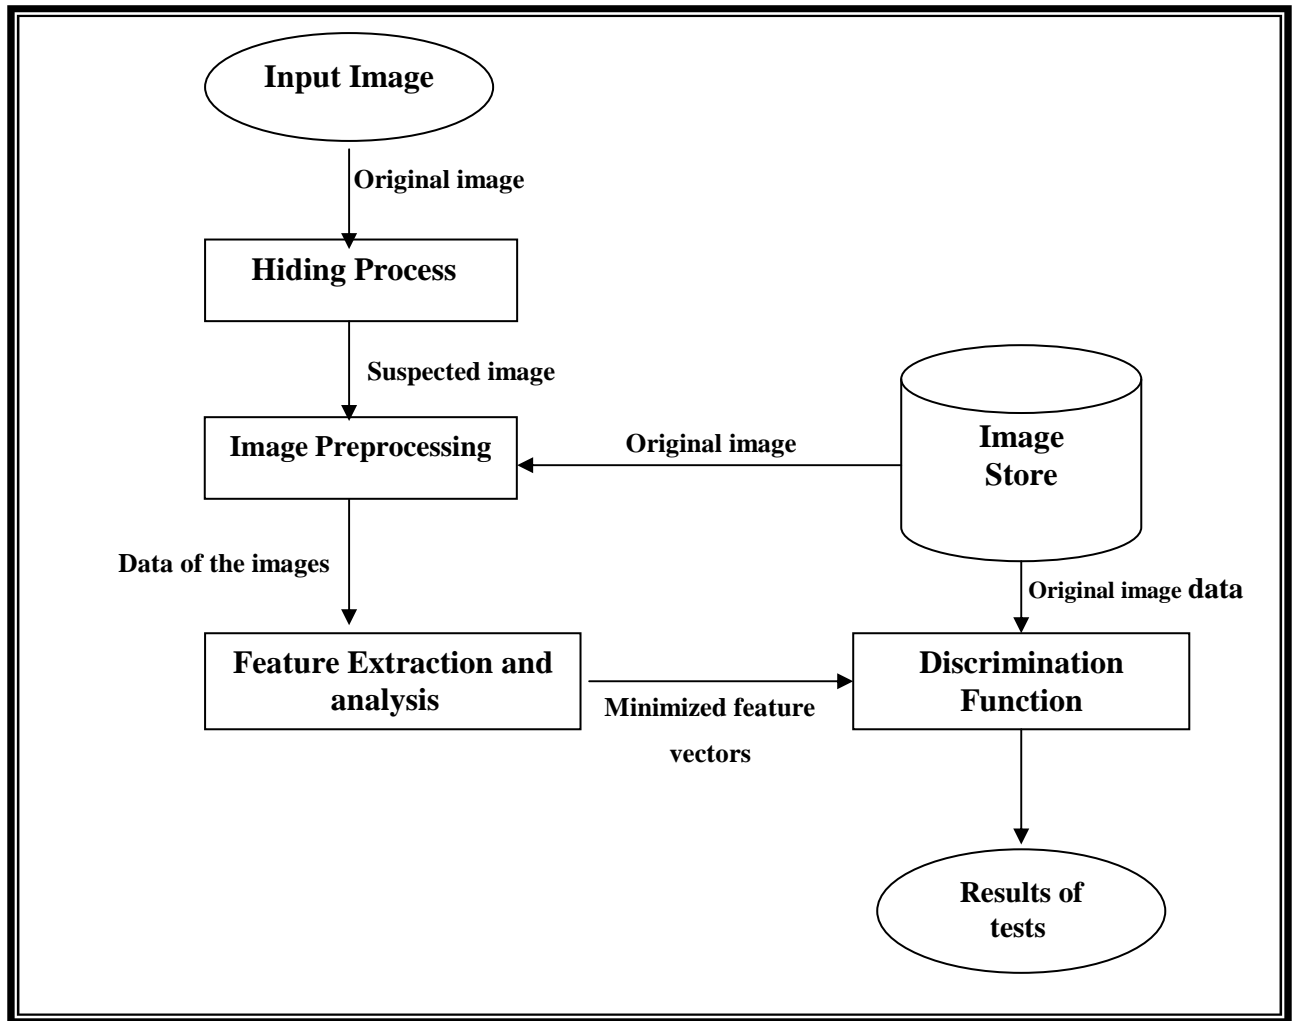 Input Image
Original image
Hiding Process
Suspected image
Image Preprocessing
Original image
Image
Store
Data of the images
Original image data
Feature Extraction and
analysis
Minimized feature
vectors
Discrimination
Function
Results of
tests